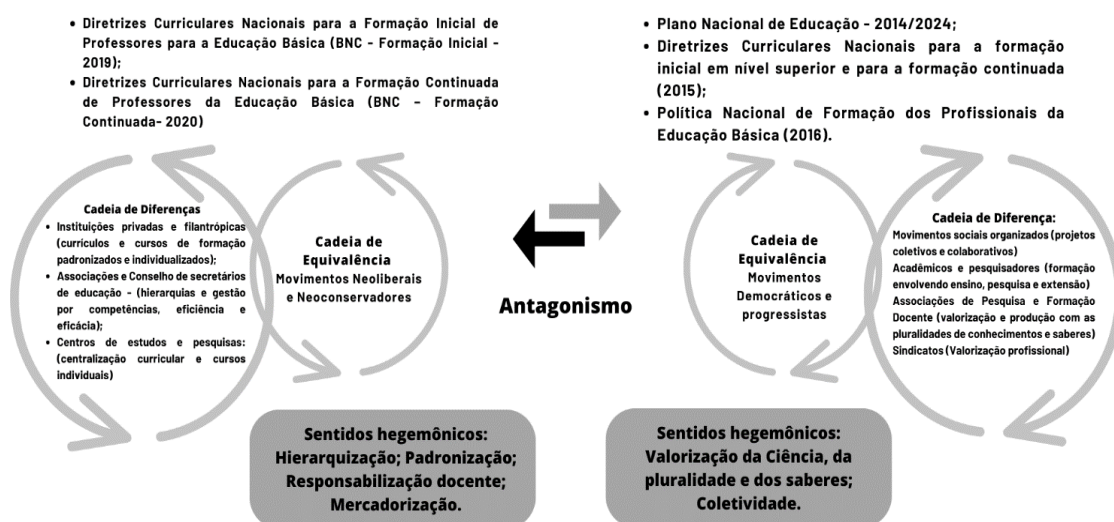 • Diretrizes Curriculares Nacionais para a Formação Inicial de
Professores para a Educação Básica (BNC - Formação Inicial -
2019);
• Diretrizes Curriculares Nacionais para a Formação Continuada
de Professores da Educação Básica (BNC – Formação
Continuada- 2020)
• Plano Nacional de Educação - 2014/2024;
• Diretrizes Curriculares Nacionais para a formação
inicial em nível superior e para a formação continuada
(2015);
• Política Nacional de Formação dos Profissionais da
Educação Básica (2016).
Cadeia de Diferenças
• Instituições privadas e filantrópicas
(currículos e cursos de formação
padronizados e individualizados);
• Associações e Conselho de secretários
de educação - (hierarquias e gestão
por competências, eficiência e
eficácia);
• Centros de estudos e pesquisas:
(centralização curricular e cursos
individuais)
Cadeia de
Equivalência
Movimentos Neoliberais
e Neoconservadores
Antagonismo
Cadeia de
Equivalência
Movimentos
Democráticos e
progressistas
Cadeia de Diferença:
Movimentos sociais organizados (projetos
coletivos e colaborativos)
Acadêmicos e pesquisadores (formação
envolvendo ensino, pesquisa e extensão)
Associações de Pesquisa e Formação
Docente (valorização e produção com as
pluralidades de conhecimentos e saberes)
Sindicatos (Valorização profissional)
Sentidos hegemônicos:
Hierarquização; Padronização;
Responsabilização docente;
Mercadorização.
Sentidos hegemônicos:
Valorização da Ciência, da
pluralidade e dos saberes;
Coletividade.